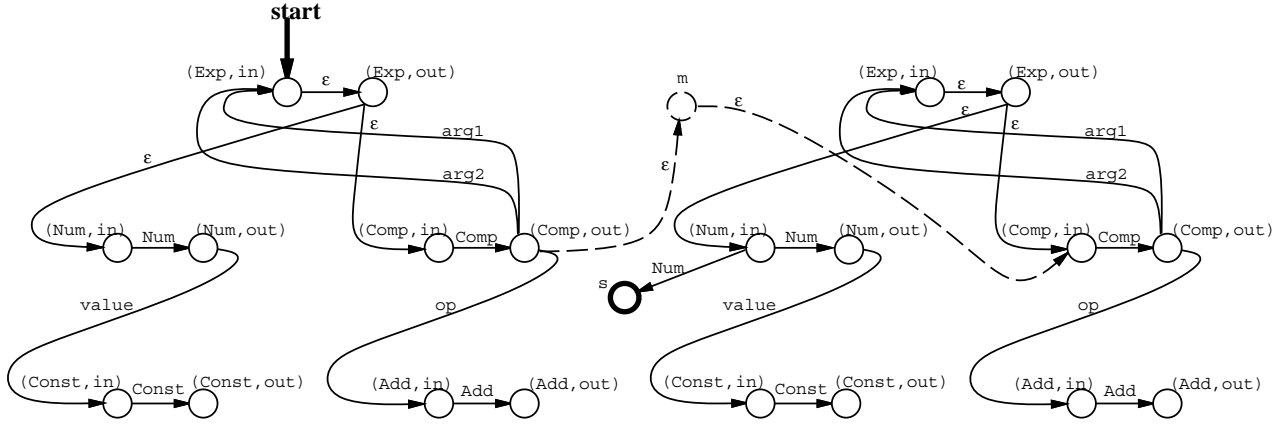 start
(Exp,in) ε (Exp,out) m (Exp,in) ε (Exp,out)
ε arg1 ε ε arg1
ε arg2 ε arg2
(Num,in) Num (Num,out) (Comp,in) Comp (Comp,out) (Num,in) Num (Num,out) (Comp,in) Comp (Comp,out)
s Num
value op value op
(Const,in) Const (Const,out) (Add,in) Add (Add,out) (Const,in) Const (Const,out) (Add,in) Add (Add,out)